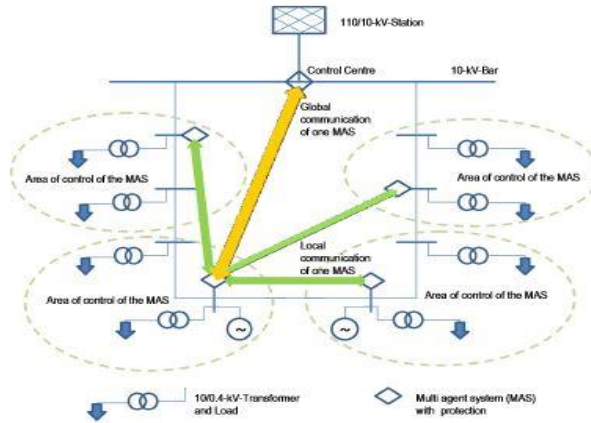 110/10-kV-Station
Control Centre
10-kV-Bar
Global
communication
of one MAS
Area of control of the MAS
Area of control of the MAS
Local
communication
of one MAS
Area of control of the MAS
Area of control of the MAS
~
~
10/0.4-kV-Transformer
and Load
Multi agent system (MAS)
with protection